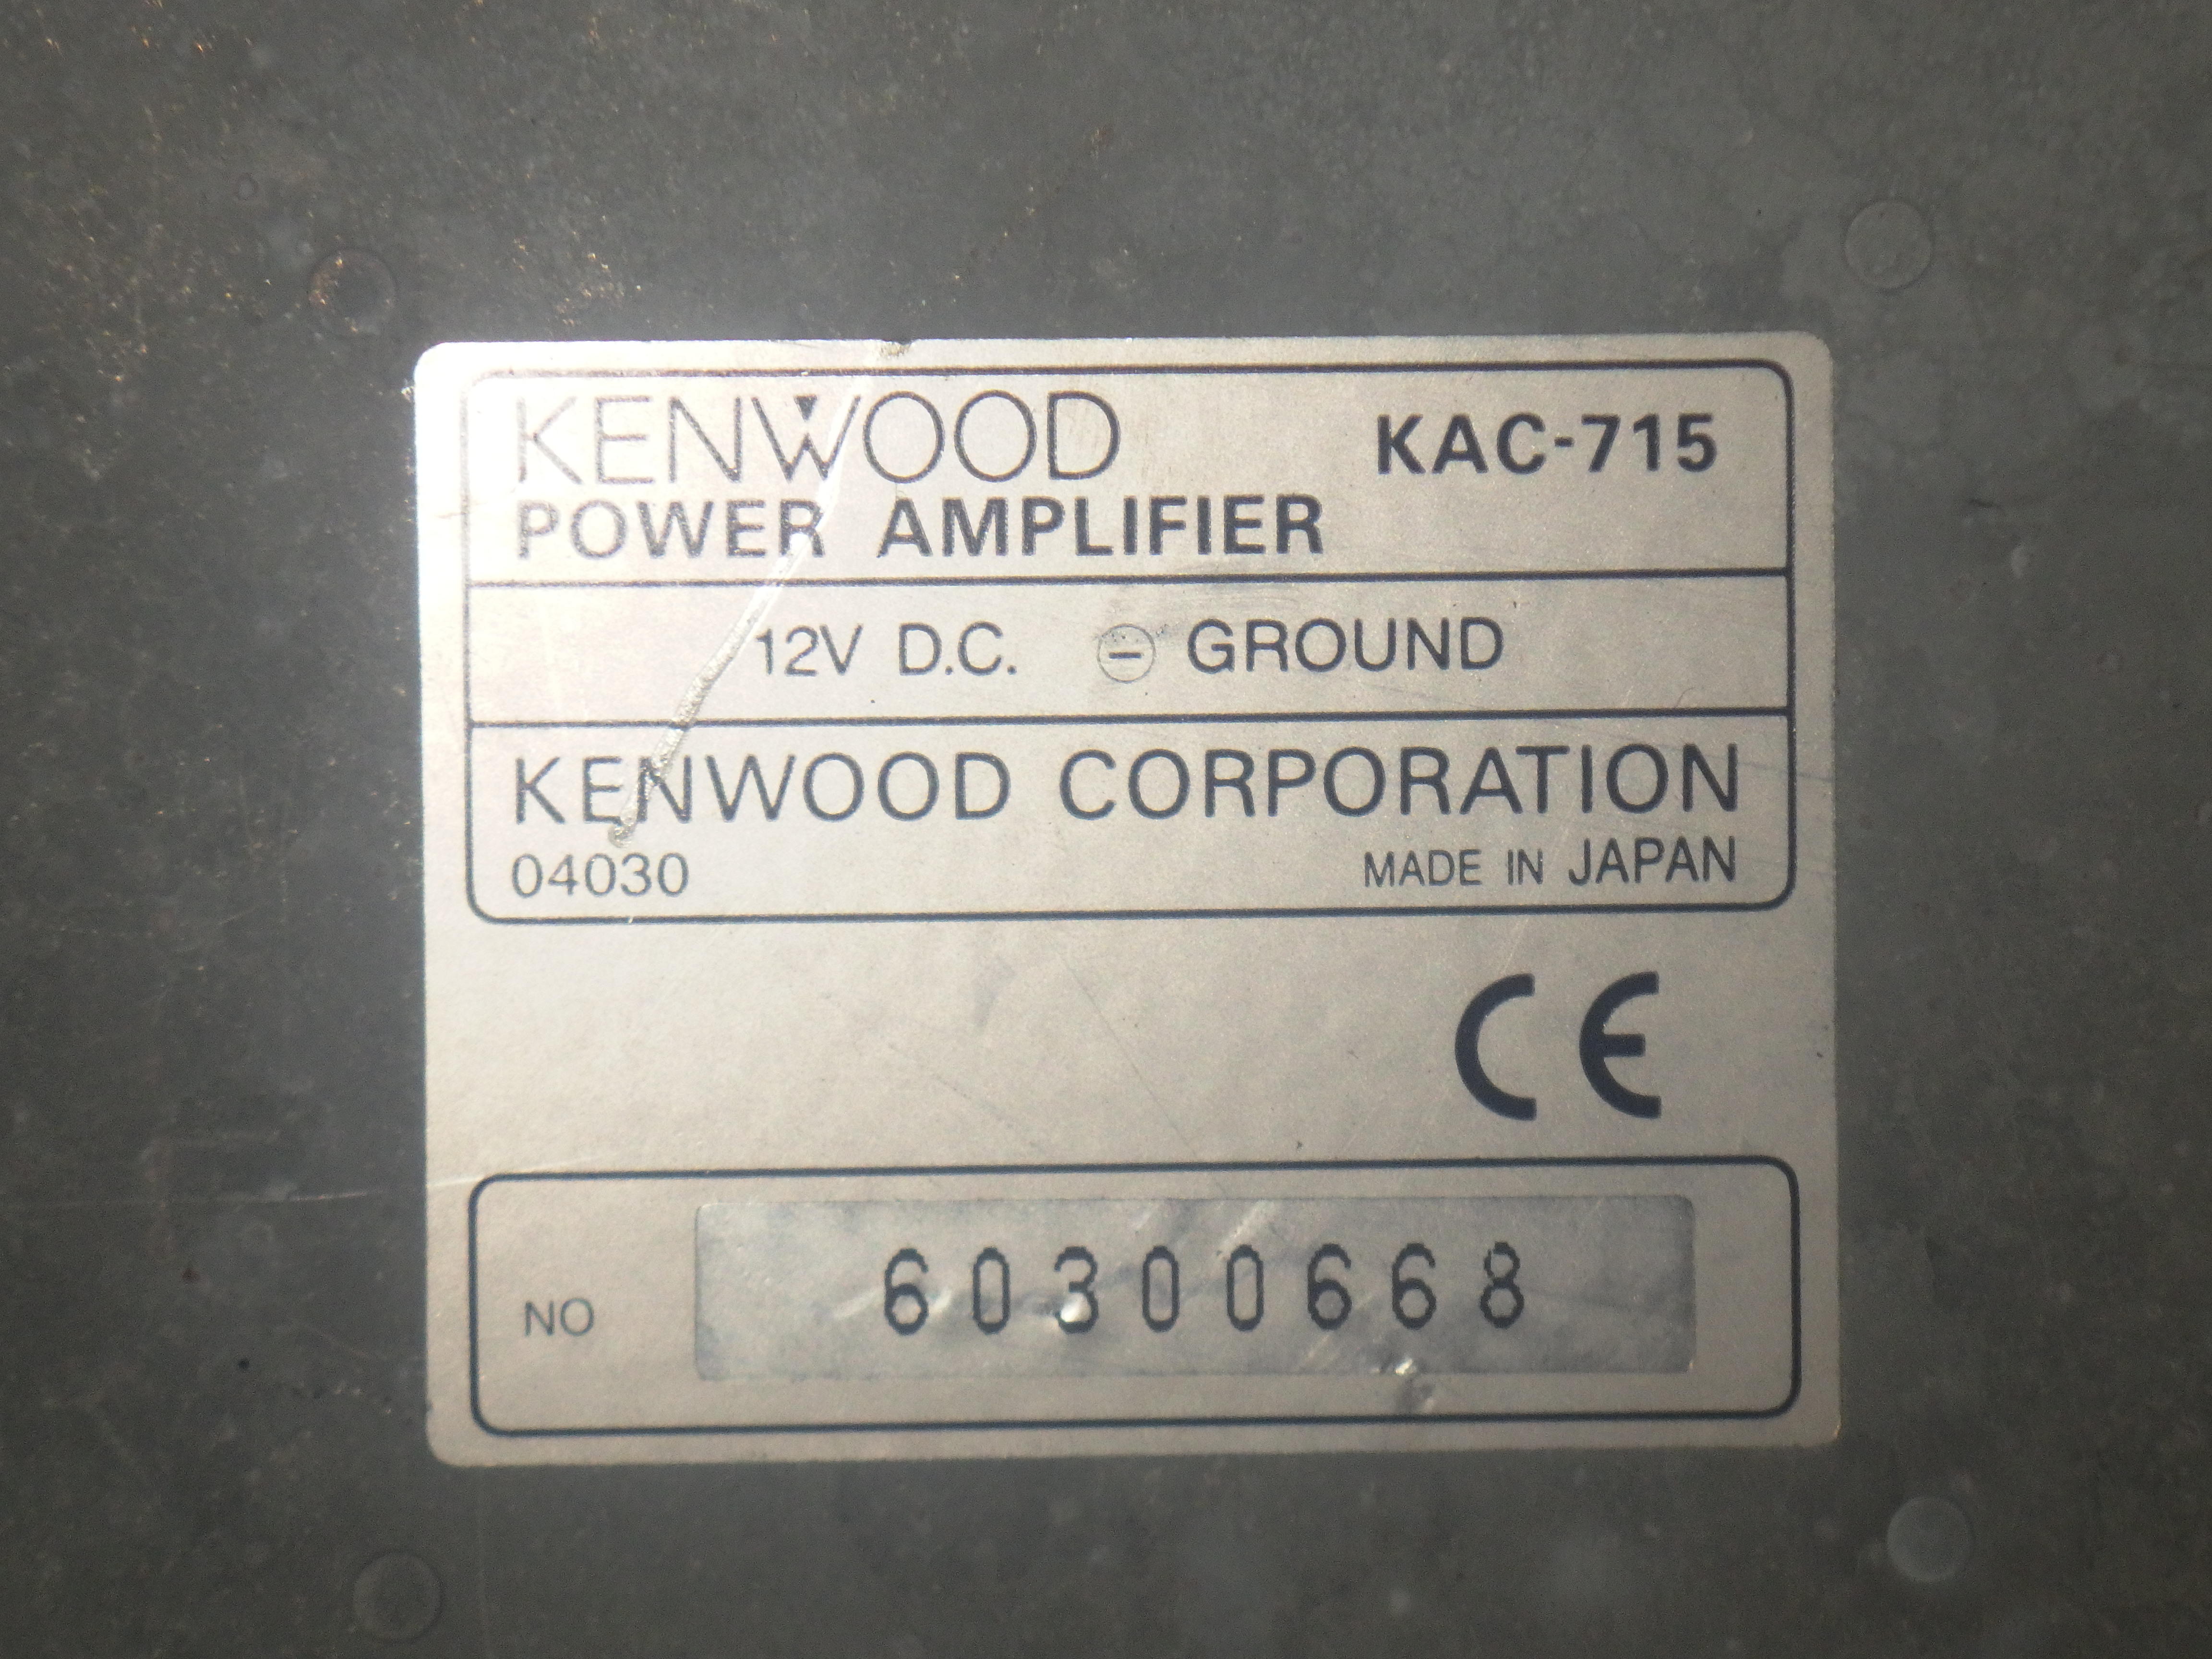 KENWOOD KAC-715
POWER AMPLIFIER
12V D.C. ⊖ GROUND
KENWOOD CORPORATION
04030 MADE IN JAPAN
CE
NO 60300668